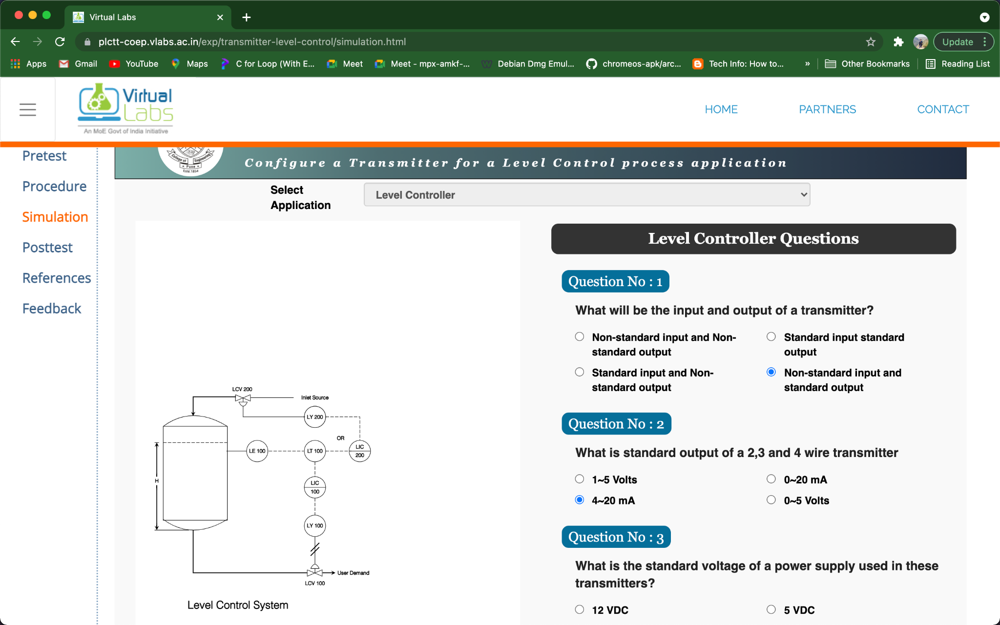 Virtual Labs
plctt-coep.vlabs.ac.in/exp/transmitter-level-control/simulation.html
Update
Apps
Gmail
YouTube
Maps
C for Loop (With E...
Meet
Meet - mpx-amkf-...
Debian Dmg Emul...
chromeos-apk/arc...
Tech Info: How to...
»
Other Bookmarks
Reading List
Virtual
Labs
An MoE Govt of India Initiative
HOME
PARTNERS
CONTACT
Pretest
Procedure
Simulation
Posttest
References
Feedback
College of Engineering
Pune
Estd.1854
Configure a Transmitter for a Level Control process application
Select
Application
Level Controller
LCV 200
Inlet Source
LY 200
OR
LE 100
LT 100
LIC
200
H
LIC
100
LY 100
User Demand
LCV 100
Level Control System
Level Controller Questions
Question No : 1
What will be the input and output of a transmitter?
Non-standard input and Non-
standard output
Standard input standard
output
Standard input and Non-
standard output
Non-standard input and
standard output
Question No : 2
What is standard output of a 2,3 and 4 wire transmitter
1~5 Volts
0~20 mA
4~20 mA
0~5 Volts
Question No : 3
What is the standard voltage of a power supply used in these
transmitters?
12 VDC
5 VDC